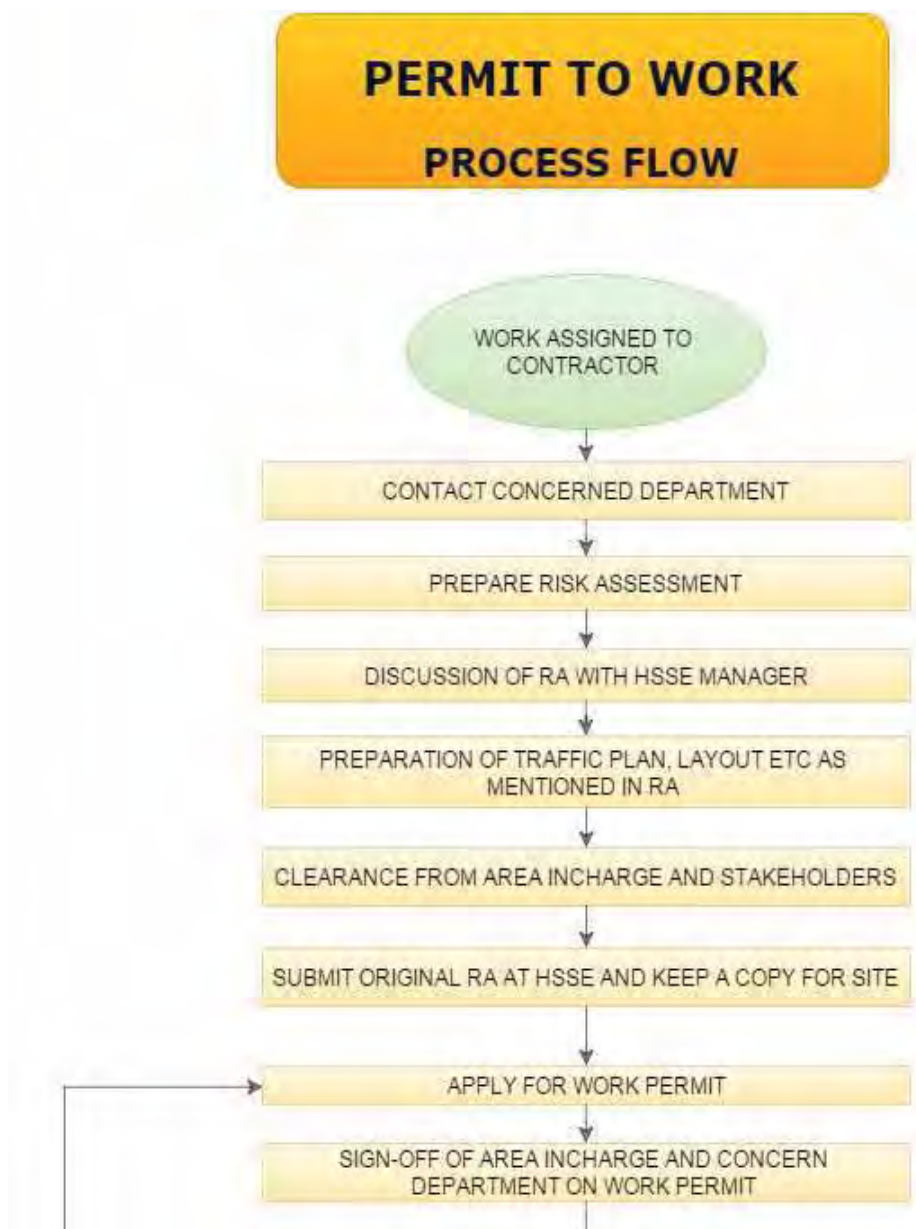 PERMIT TO WORK
PROCESS FLOW
WORK ASSIGNED TO
CONTRACTOR
CONTACT CONCERNED DEPARTMENT
PREPARE RISK ASSESSMENT
DISCUSSION OF RA WITH HSSE MANAGER
PREPARATION OF TRAFFIC PLAN, LAYOUT ETC AS
MENTIONED IN RA
CLEARANCE FROM AREA INCHARGE AND STAKEHOLDERS
SUBMIT ORIGINAL RA AT HSSE AND KEEP A COPY FOR SITE
APPLY FOR WORK PERMIT
SIGN-OFF OF AREA INCHARGE AND CONCERN
DEPARTMENT ON WORK PERMIT